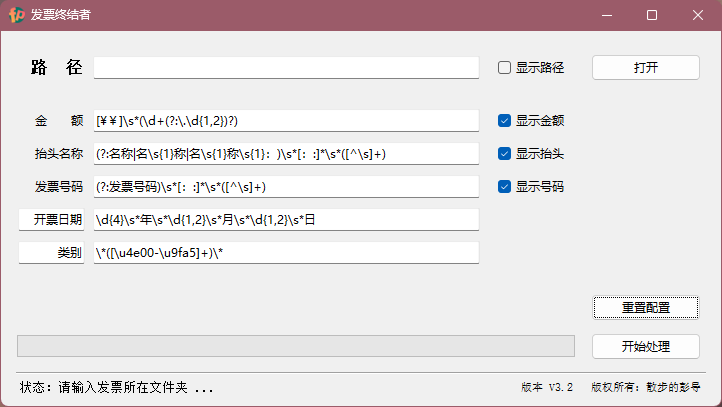 发票终结者
路 径 显示路径 打开
金 额 [¥￥]\s*(\d+(?:\.\d{1,2})?) 显示金额
抬头名称 (?:名称|名\s{1}称|名\s{1}称\s{1}: )\s*[: :]*\s*([^\s]+) 显示抬头
发票号码 (?:发票号码)\s*[: :]*\s*([^\s]+) 显示号码
开票日期 \d{4}\s*年\s*\d{1,2}\s*月\s*\d{1,2}\s*日
类别 \*([\u4e00-\u9fa5]+)\*
重置配置
开始处理
状态：请输入发票所在文件夹 ... 版本 V3.2 版权所有：散步的彭导